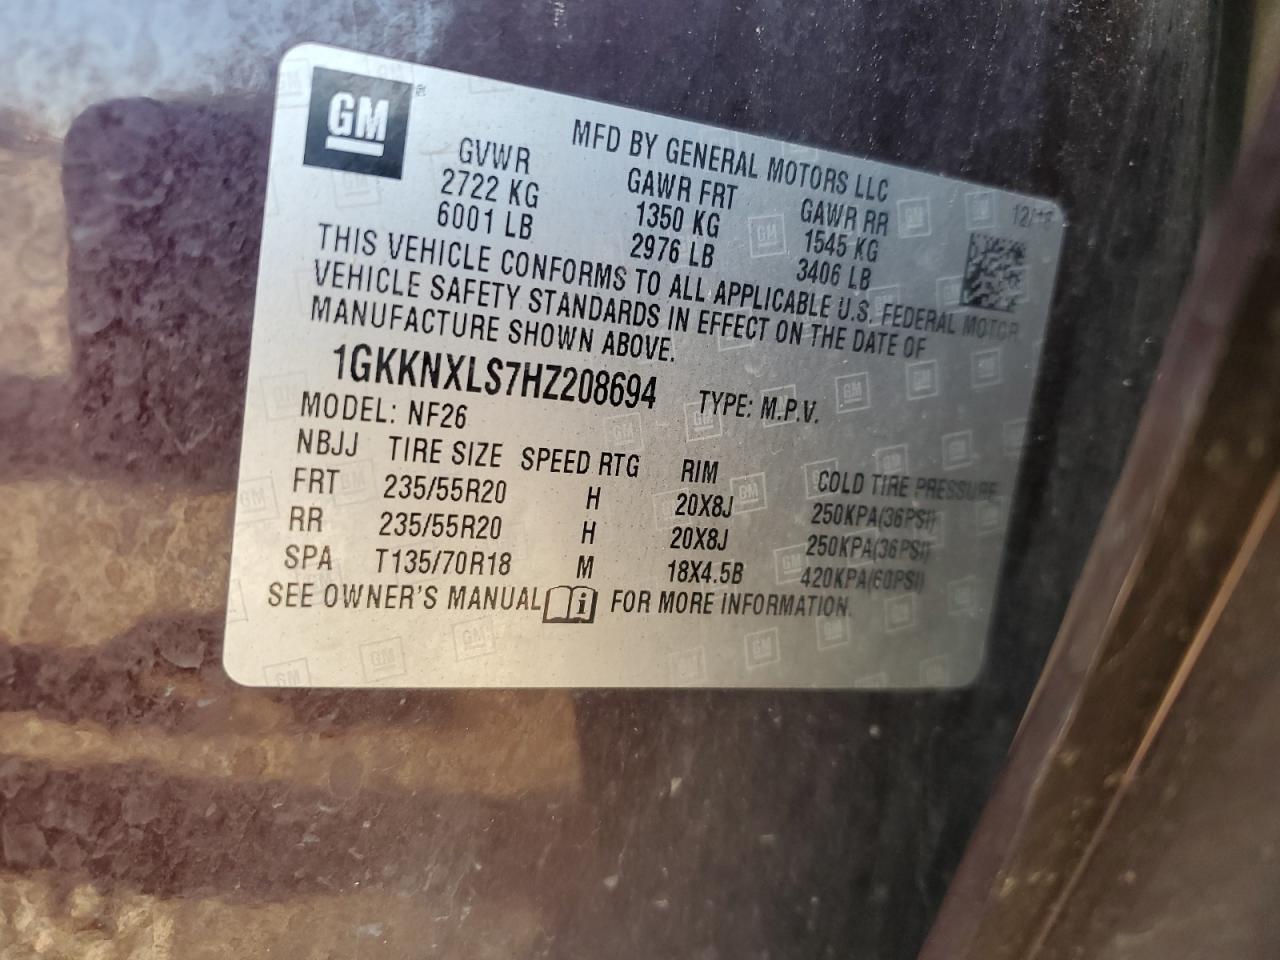 GM
MFD BY GENERAL MOTORS LLC
GVWR GAWR FRT GAWR RR
2722 KG 1350 KG 1545 KG
6001 LB 2976 LB 3406 LB
THIS VEHICLE CONFORMS TO ALL APPLICABLE U.S. FEDERAL MOTOR
VEHICLE SAFETY STANDARDS IN EFFECT ON THE DATE OF
MANUFACTURE SHOWN ABOVE.
1GKKNXLS7HZ208694 TYPE: M.P.V.
MODEL: NF26
NBJJ TIRE SIZE SPEED RTG RIM COLD TIRE PRESSURE
FRT 235/55R20 H 20X8J 250KPA(36PSI)
RR 235/55R20 H 20X8J 250KPA(36PSI)
SPA T135/70R18 M 18X4.5B 420KPA(60PSI)
SEE OWNER'S MANUAL FOR MORE INFORMATION.